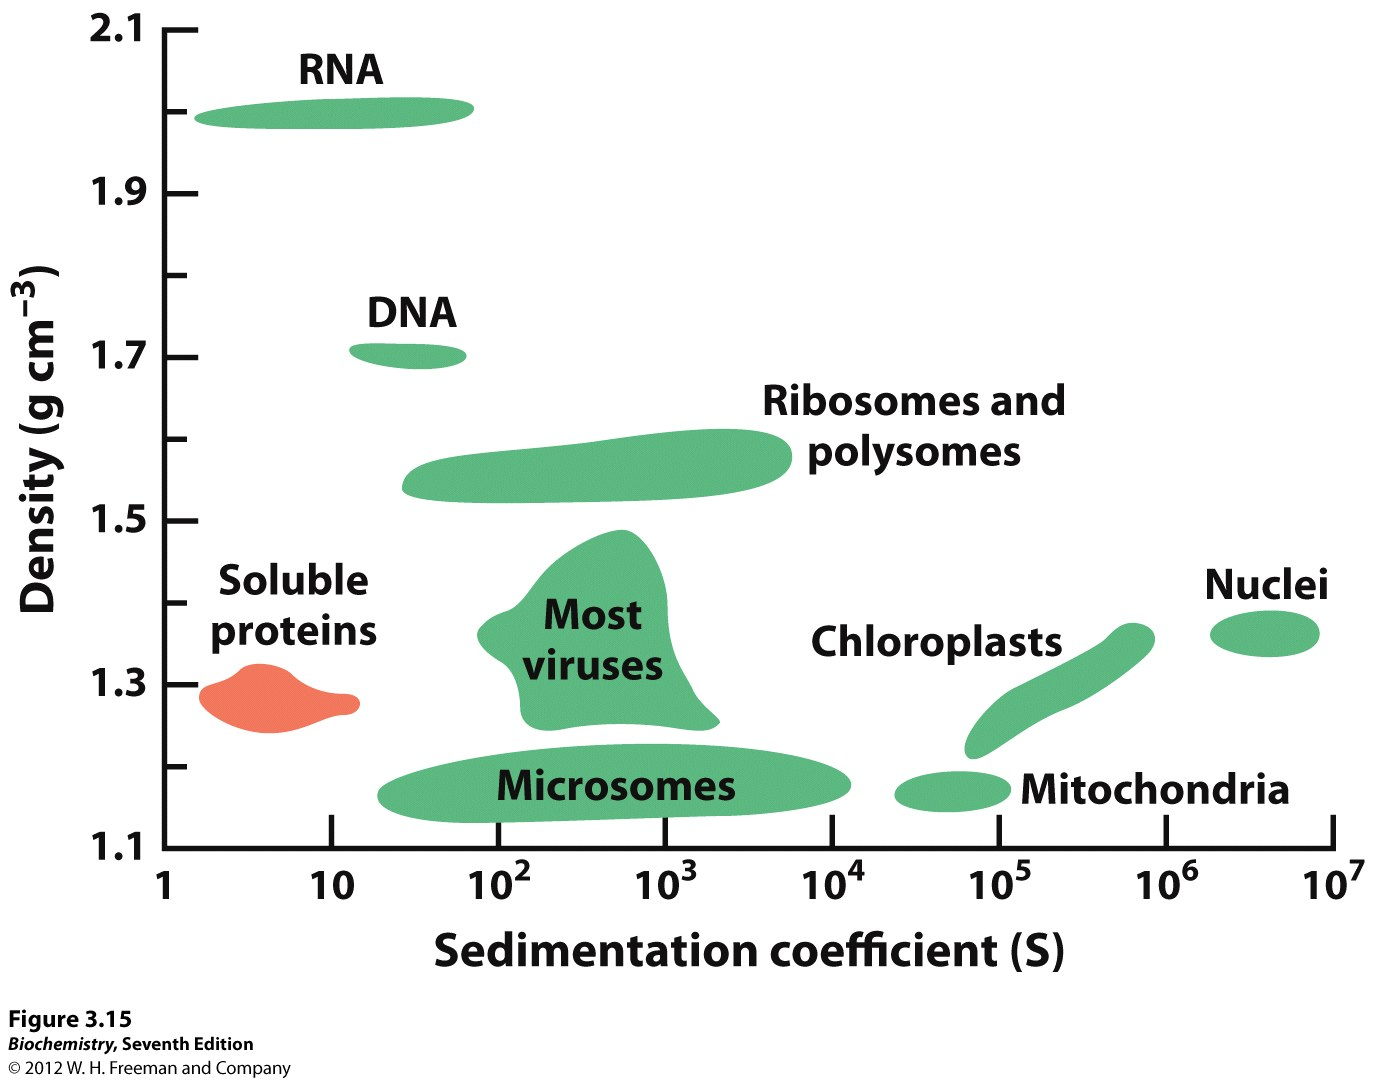 2.1
RNA
1.9
DNA
1.7
Ribosomes and
polysomes
1.5
Density (g cm⁻³)
Soluble
proteins
Most
viruses
Nuclei
Chloroplasts
1.3
Microsomes
Mitochondria
1.1
1 10 10² 10³ 10⁴ 10⁵ 10⁶ 10⁷
Sedimentation coefficient (S)
Figure 3.15
Biochemistry, Seventh Edition
© 2012 W. H. Freeman and Company